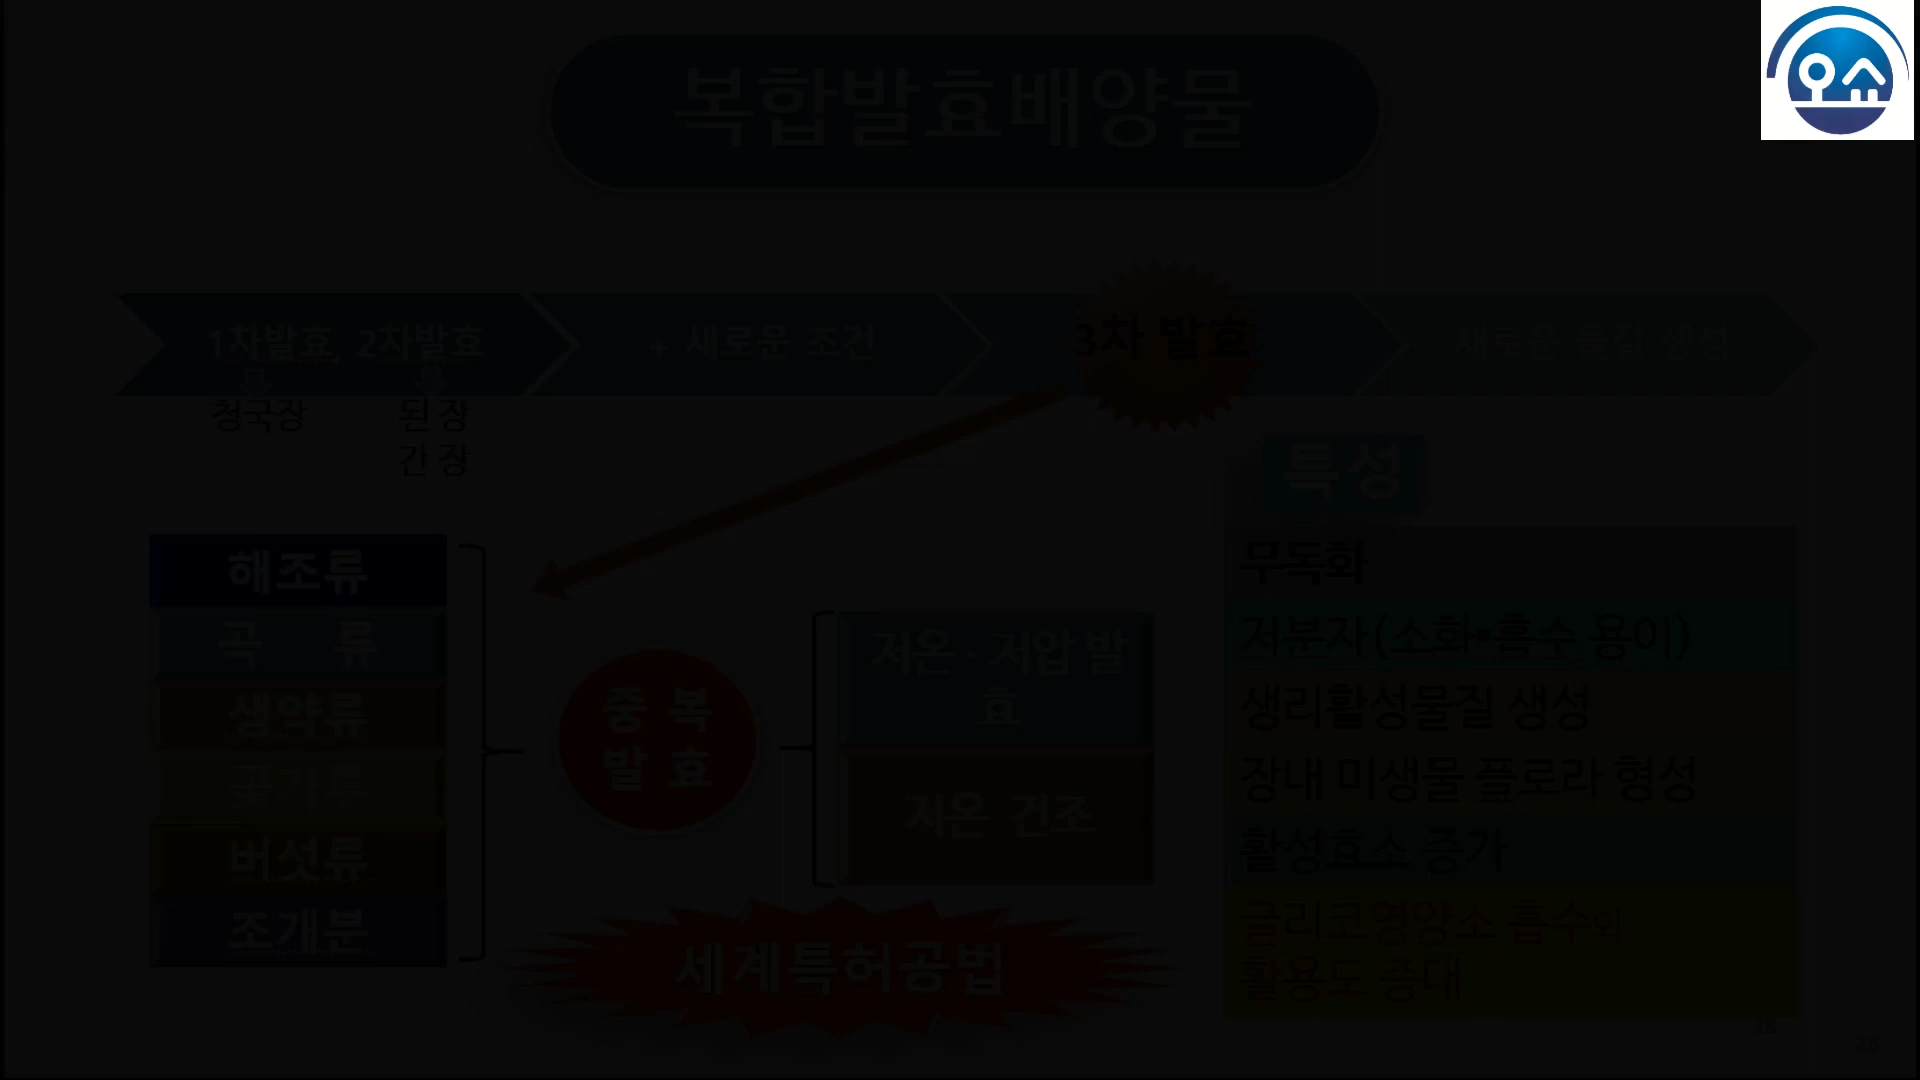 복합발효배양물
1차발효, 2차발효
+ 새로운 조건
3차 발효
새로운 물질 생성
청국장
된 장
간 장
특성
해조류
곡 류
생약류
꽃가루
버섯류
조개분
중 복
발 효
저온 · 저압 발
효
저온 건조
세계특허공법
무독화
저분자(소화•흡수 용이)
생리활성물질 생성
장내 미생물 플로라 형성
활성효소 증가
글리코영양소 흡수와
활용도 증대
28
28